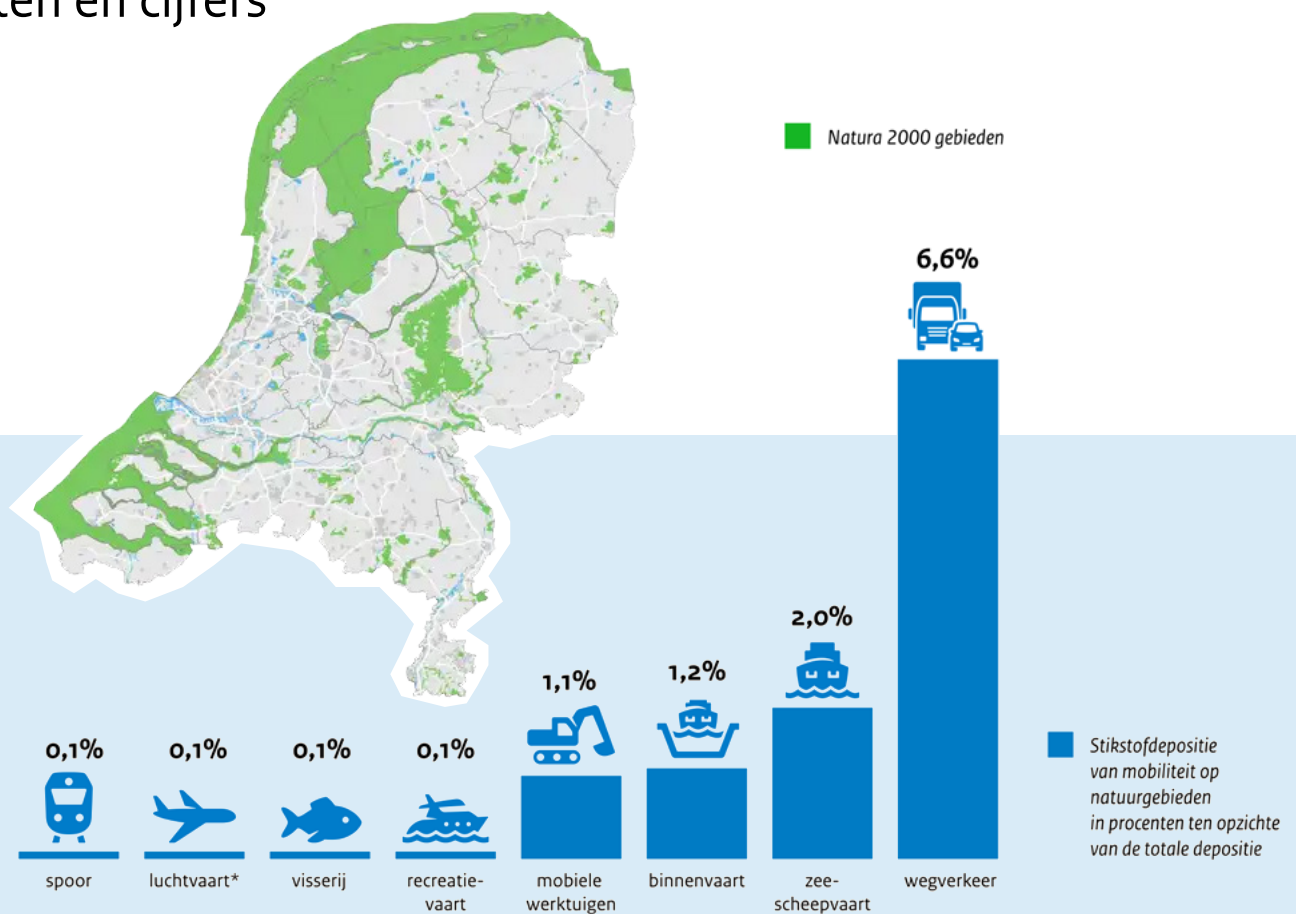 en cijfers
Natura 2000 gebieden
6,6%
2,0%
1,2%
1,1%
0,1%
0,1%
0,1%
0,1%
Stikstofdepositie
van mobiliteit op
natuurgebieden
in procenten ten opzichte
van de totale depositie
spoor
luchtvaart*
visserij
recreatie-
vaart
mobiele
werktuigen
binnenvaart
zee-
scheepvaart
wegverkeer